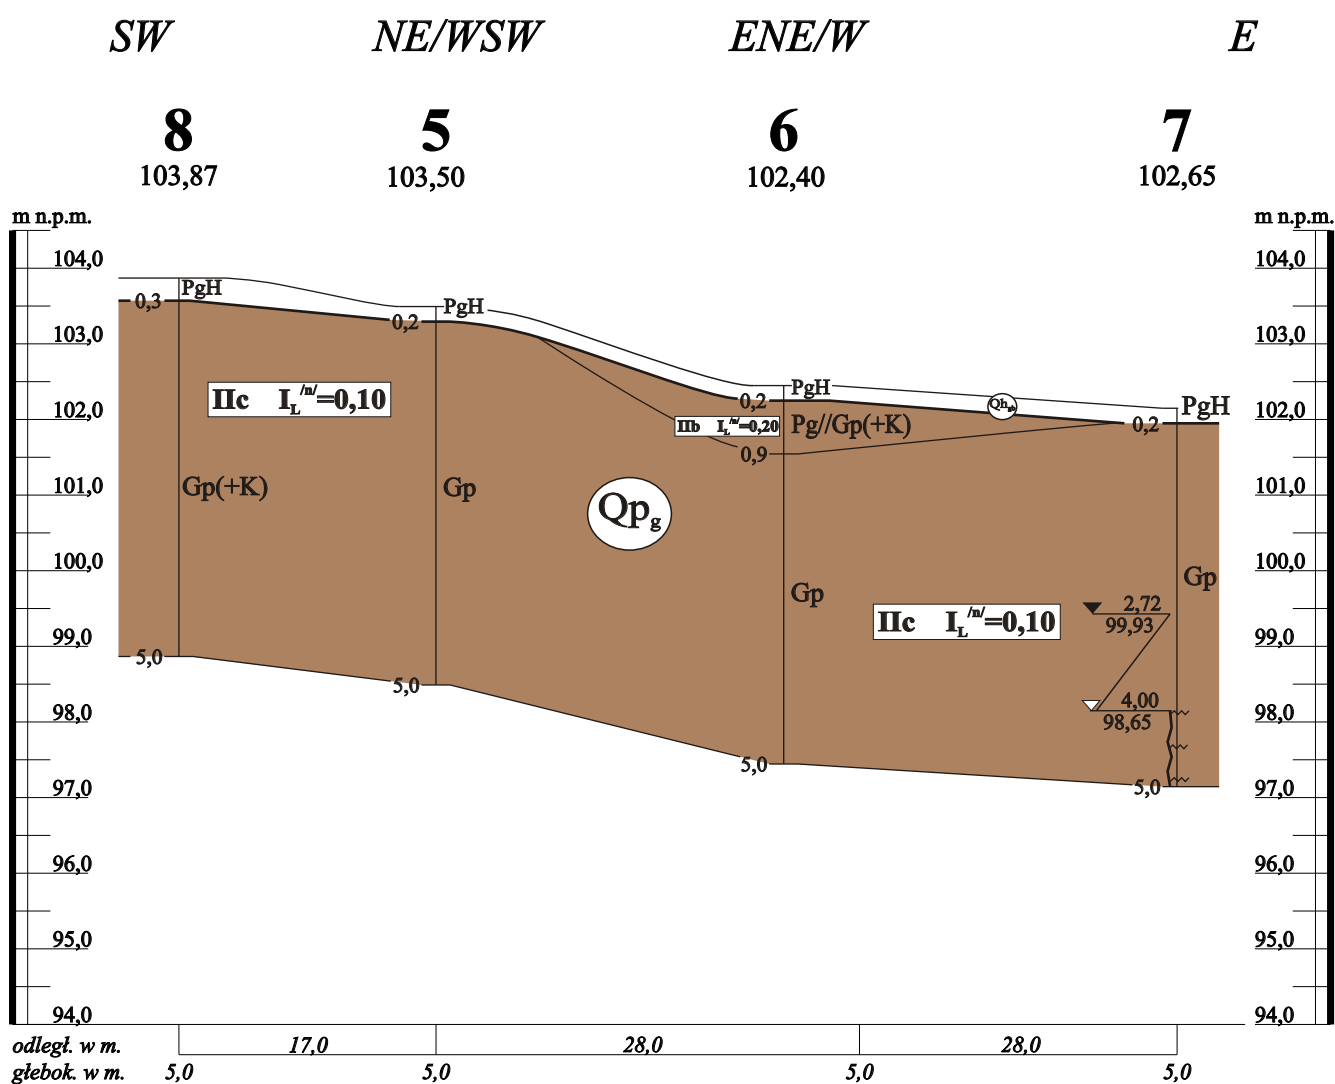 SW NE/WSW ENE/W E
8 5 6 7
103,87 103,50 102,40 102,65
m n.p.m. m n.p.m.
104,0 104,0
PgH
0,3
PgH
0,2
103,0 103,0
PgH
0,2
IIc I_L^/n/=0,10
Qh
PgH
102,0 102,0
0,2
IIb I_L^/n/=0,20 Pg//Gp(+K)
0,9
101,0 101,0
Gp(+K) Gp
Qp_g
100,0 100,0
Gp Gp
2,72
99,93
IIc I_L^/n/=0,10
99,0 99,0
5,0
5,0
4,00
98,65
98,0 98,0
5,0
5,0
97,0 97,0
96,0 96,0
95,0 95,0
94,0 94,0
odległ. w m. 17,0 28,0 28,0
głebok. w m. 5,0 5,0 5,0 5,0